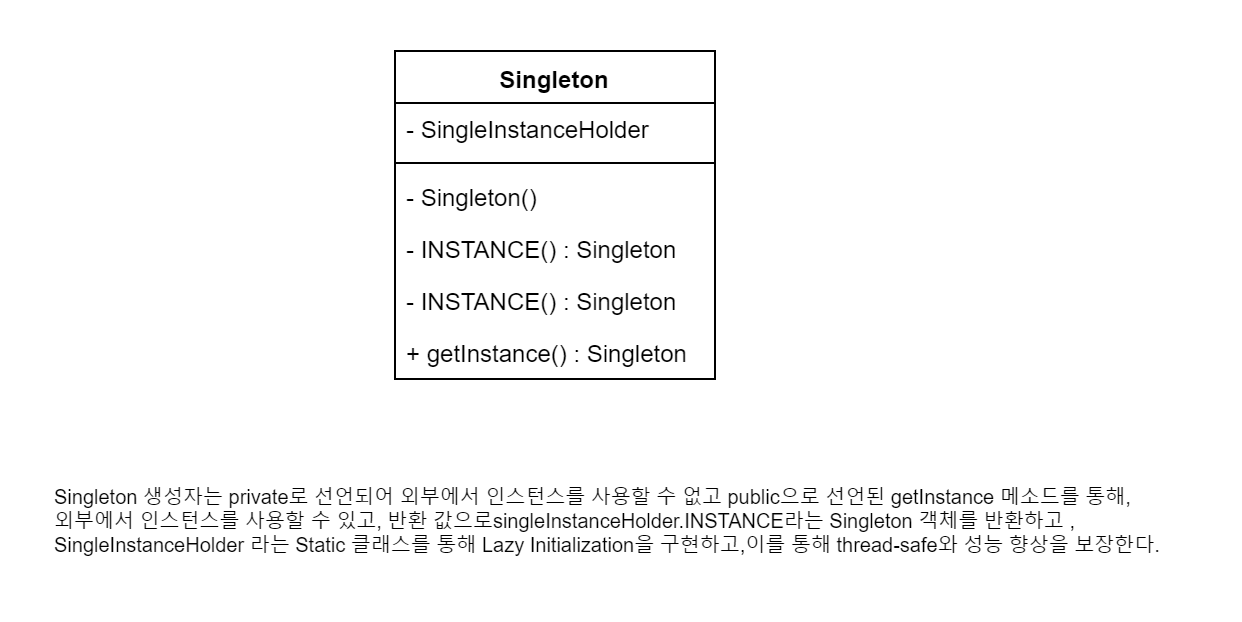 Singleton
- SingleInstanceHolder
- Singleton()
- INSTANCE() : Singleton
- INSTANCE() : Singleton
+ getInstance() : Singleton
Singleton 생성자는 private로 선언되어 외부에서 인스턴스를 사용할 수 없고 public으로 선언된 getInstance 메소드를 통해,
외부에서 인스턴스를 사용할 수 있고, 반환 값으로singleInstanceHolder.INSTANCE라는 Singleton 객체를 반환하고 ,
SingleInstanceHolder 라는 Static 클래스를 통해 Lazy Initialization을 구현하고,이를 통해 thread-safe와 성능 향상을 보장한다.